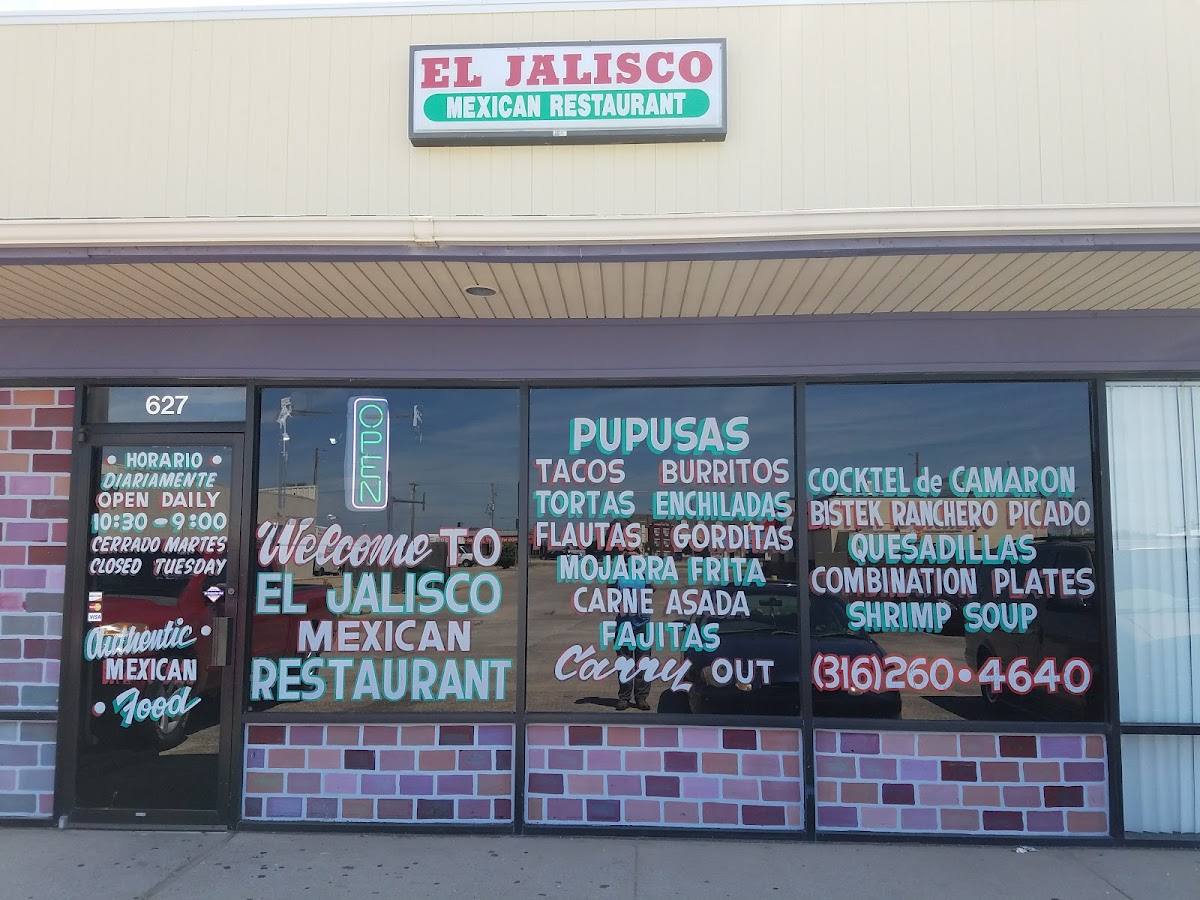 EL JALISCO
MEXICAN RESTAURANT
627
• HORARIO •
DIARIAMENTE
OPEN DAILY
10:30 - 9:00
CERRADO MARTES
CLOSED TUESDAY
VISA
Authentic •
MEXICAN
• Food
OPEN
Welcome TO
EL JALISCO
MEXICAN
RESTAURANT
PUPUSAS
TACOS BURRITOS
TORTAS ENCHILADAS
FLAUTAS GORDITAS
MOJARRA FRITA
CARNE ASADA
FAJITAS
Carry OUT
COCKTEL de CAMARON
BISTEK RANCHERO PICADO
QUESADILLAS
COMBINATION PLATES
SHRIMP SOUP
(316)260•4640